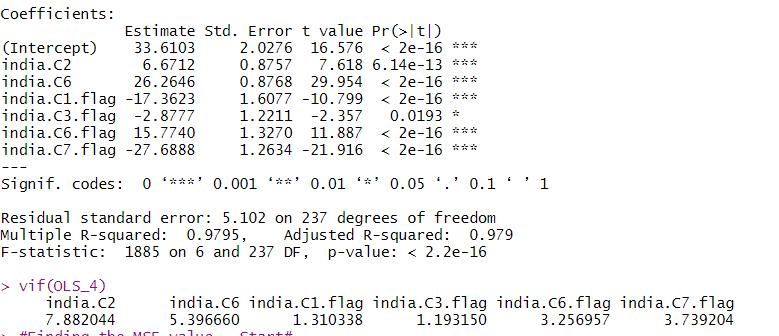 Coefficients:
Estimate Std. Error t value Pr(>|t|)
(Intercept) 33.6103 2.0276 16.576 < 2e-16 ***
india.C2 6.6712 0.8757 7.618 6.14e-13 ***
india.C6 26.2646 0.8768 29.954 < 2e-16 ***
india.C1.flag -17.3623 1.6077 -10.799 < 2e-16 ***
india.C3.flag -2.8777 1.2211 -2.357 0.0193 *
india.C6.flag 15.7740 1.3270 11.887 < 2e-16 ***
india.C7.flag -27.6888 1.2634 -21.916 < 2e-16 ***
---
Signif. codes: 0 ‘***’ 0.001 ‘**’ 0.01 ‘*’ 0.05 ‘.’ 0.1 ‘ ’ 1
Residual standard error: 5.102 on 237 degrees of freedom
Multiple R-squared: 0.9795, Adjusted R-squared: 0.979
F-statistic: 1885 on 6 and 237 DF, p-value: < 2.2e-16
> vif(OLS_4)
india.C2 india.C6 india.C1.flag india.C3.flag india.C6.flag india.C7.flag
7.882044 5.396660 1.310338 1.193150 3.256957 3.739204
> #Finding the MSE value Start#